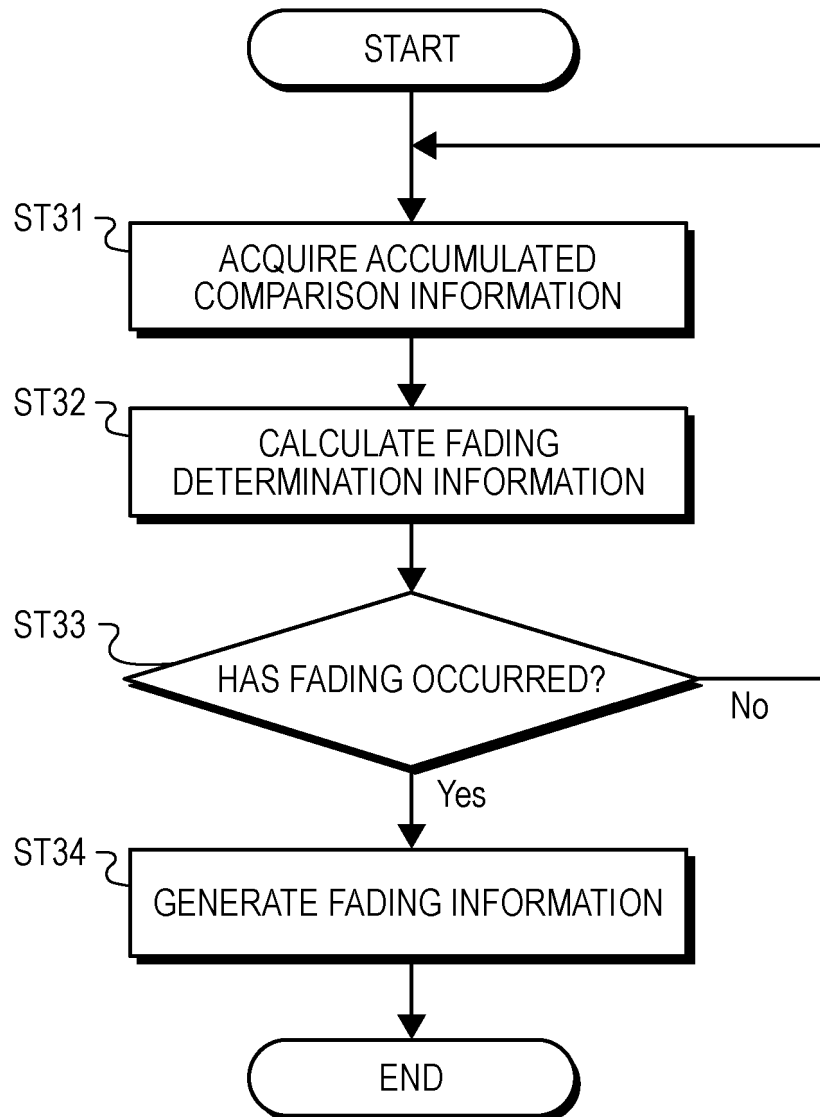 START
ST31
ACQUIRE ACCUMULATED
COMPARISON INFORMATION
ST32
CALCULATE FADING
DETERMINATION INFORMATION
ST33
HAS FADING OCCURRED?
No
Yes
ST34
GENERATE FADING INFORMATION
END